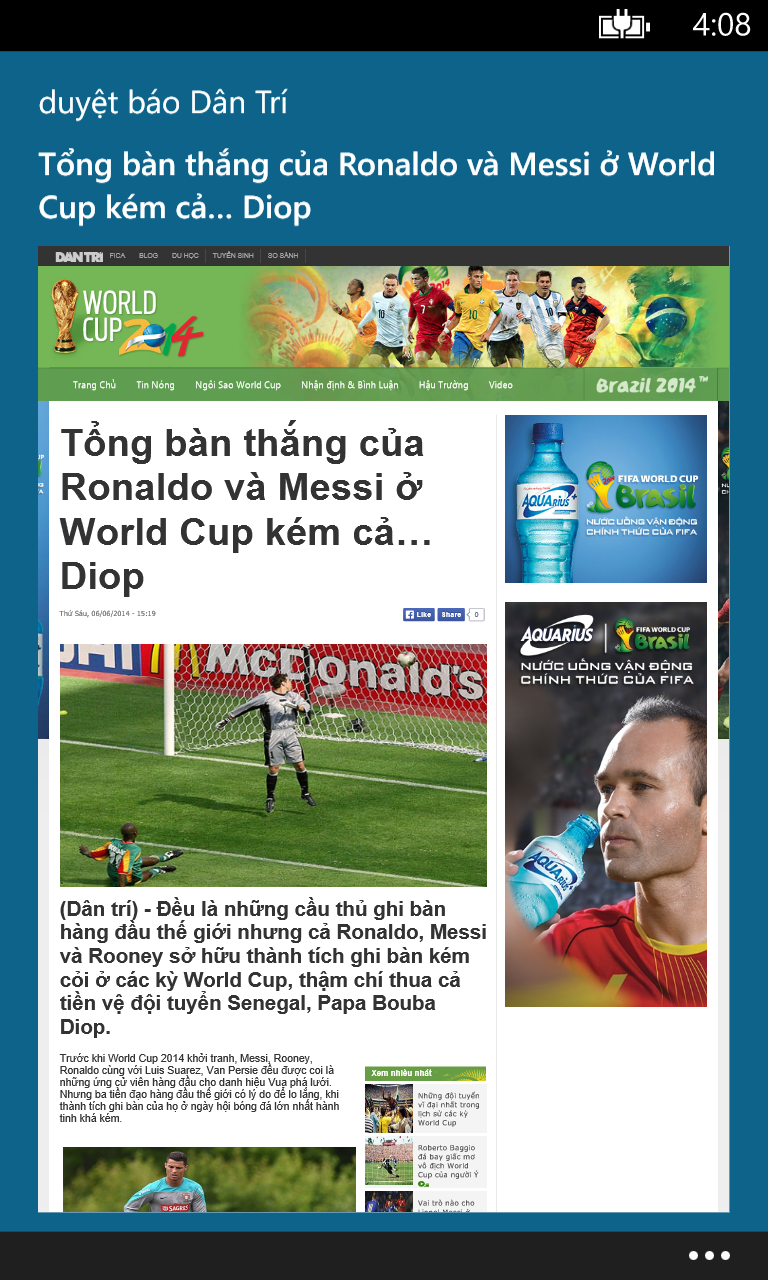 4:08
duyệt báo Dân Trí
Tổng bàn thắng của Ronaldo và Messi ở World
Cup kém cả... Diop
DANTRI FICA BLOG DU HỌC TUYỂN SINH SO SÁNH
WORLD
CUP 2014
Trang Chủ Tin Nóng Ngôi Sao World Cup Nhận định & Bình Luận Hậu Trường Video
Brazil 2014™
Tổng bàn thắng của
Ronaldo và Messi ở
World Cup kém cả...
Diop
Thứ Sáu, 06/06/2014 - 15:19
Like Share 0
McDonald's
(Dân trí) - Đều là những cầu thủ ghi bàn
hàng đầu thế giới nhưng cả Ronaldo, Messi
và Rooney sở hữu thành tích ghi bàn kém
cỏi ở các kỳ World Cup, thậm chí thua cả
tiền vệ đội tuyển Senegal, Papa Bouba
Diop.
Trước khi World Cup 2014 khởi tranh, Messi, Rooney,
Ronaldo cùng với Luis Suarez, Van Persie đều được coi là
những ứng cử viên hàng đầu cho danh hiệu Vua phá lưới.
Nhưng ba tiền đạo hàng đầu thế giới có lý do để lo lắng, khi
thành tích ghi bàn của họ ở ngày hội bóng đá lớn nhất hành
tinh khá kém.
SAGRES
Xem nhiều nhất
Những đội tuyển
vĩ đại nhất trong
lịch sử các kỳ
World Cup
Roberto Baggio
đá bay giấc mơ
vô địch World
Cup của người Ý
Vai trò nào cho
AQUARIUS
FIFA WORLD CUP
Brasil
NƯỚC UỐNG VẬN ĐỘNG
CHÍNH THỨC CỦA FIFA
AQUARIUS
FIFA WORLD CUP
Brasil
NƯỚC UỐNG VẬN ĐỘNG
CHÍNH THỨC CỦA FIFA
AQUARIUS